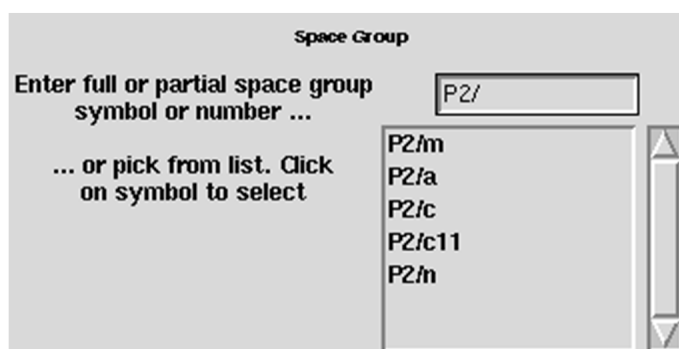 Space Group
Enter full or partial space group
symbol or number ...
P2/
... or pick from list. Click
on symbol to select
P2/m
P2/a
P2/c
P2/c11
P2/n